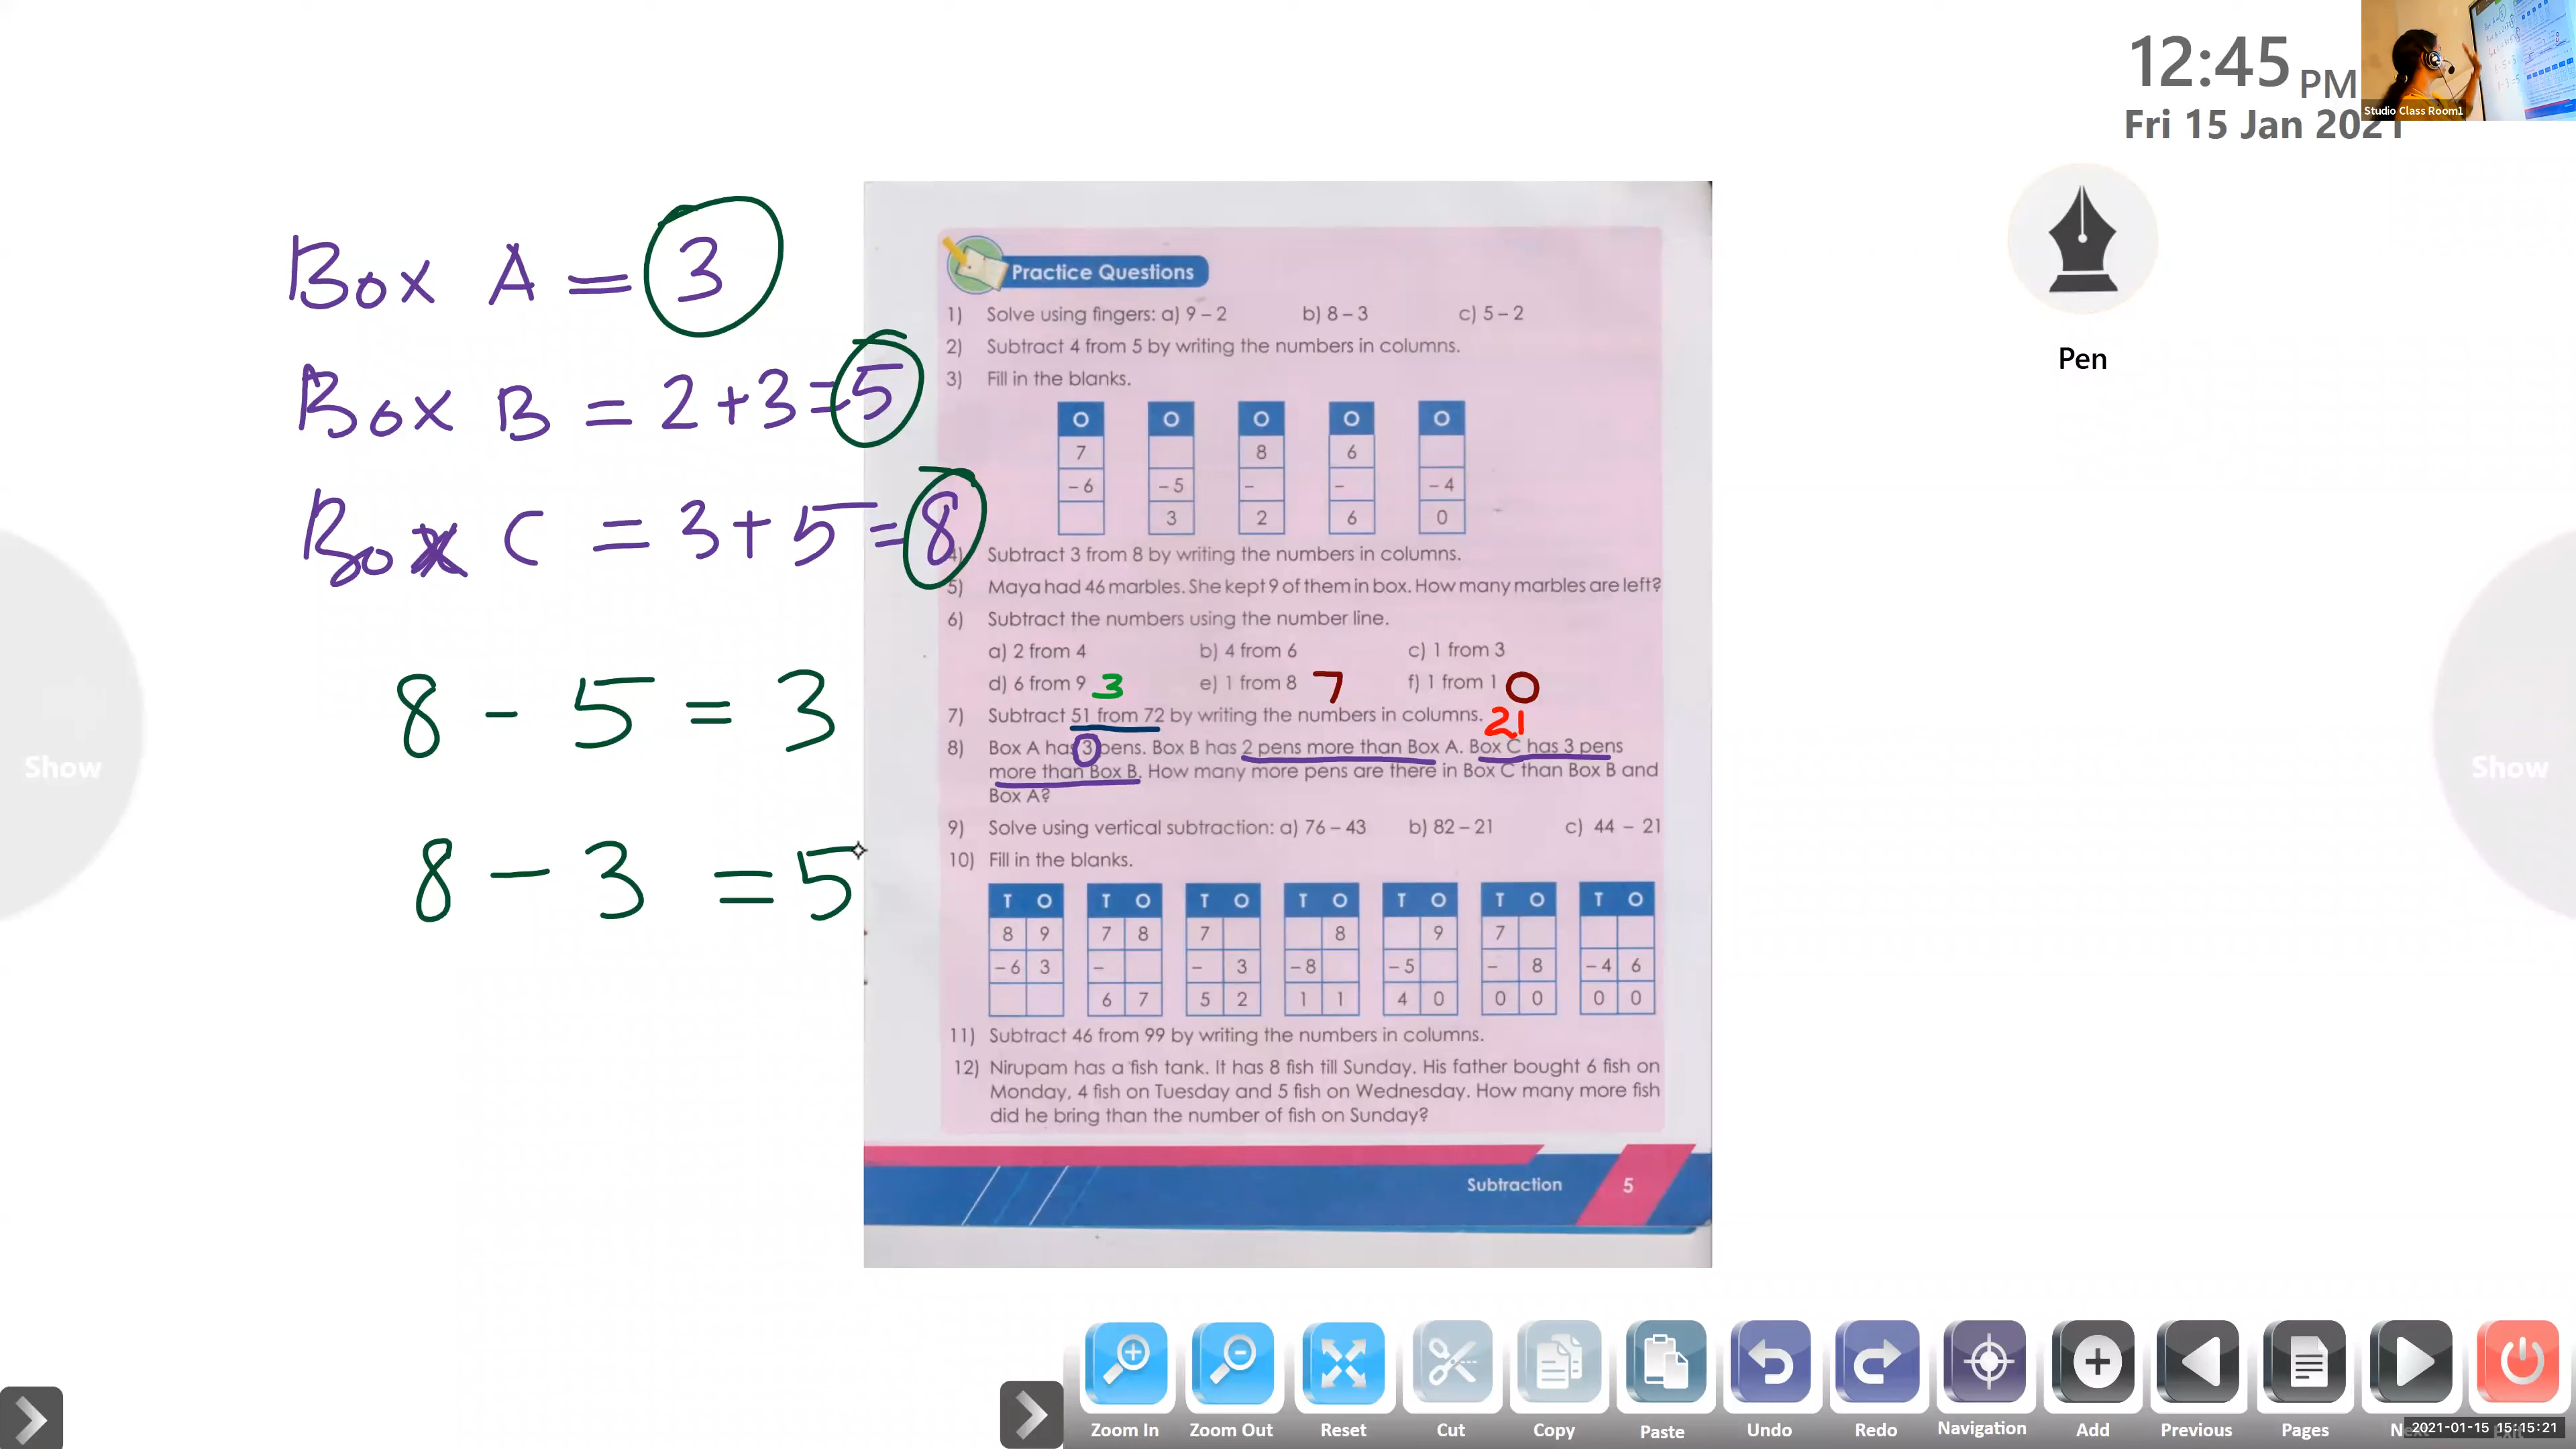 12:45 PM
Fri 15 Jan 2021
Studio Class Room1
Pen
Show
Show
Box A = 3
Box B = 2+3=5
Box C = 3+5=8
8 - 5 = 3
8 - 3 = 5
Practice Questions
1) Solve using fingers: a) 9 – 2 b) 8 – 3 c) 5 – 2
2) Subtract 4 from 5 by writing the numbers in columns.
3) Fill in the blanks.
O O O O O
7 8 6
– 6 – 5 – – – 4
3 2 6 0
4) Subtract 3 from 8 by writing the numbers in columns.
5) Maya had 46 marbles. She kept 9 of them in box. How many marbles are left?
6) Subtract the numbers using the number line.
a) 2 from 4 b) 4 from 6 c) 1 from 3
d) 6 from 9 3 e) 1 from 8 7 f) 1 from 1 0
7) Subtract 51 from 72 by writing the numbers in columns. 21
8) Box A has 3 pens. Box B has 2 pens more than Box A. Box C has 3 pens
more than Box B. How many more pens are there in Box C than Box B and
Box A?
9) Solve using vertical subtraction: a) 76 – 43 b) 82 – 21 c) 44 – 21
10) Fill in the blanks.
T O T O T O T O T O T O T O
8 9 7 8 7 8 9 7
– 6 3 – – 3 – 8 – 5 – 8 – 4 6
6 7 5 2 1 1 4 0 0 0 0 0
11) Subtract 46 from 99 by writing the numbers in columns.
12) Nirupam has a fish tank. It has 8 fish till Sunday. His father bought 6 fish on
Monday, 4 fish on Tuesday and 5 fish on Wednesday. How many more fish
did he bring than the number of fish on Sunday?
Subtraction 5
Zoom In Zoom Out Reset Cut Copy Paste Undo Redo Navigation Add Previous Pages
2021-01-15 15:15:21